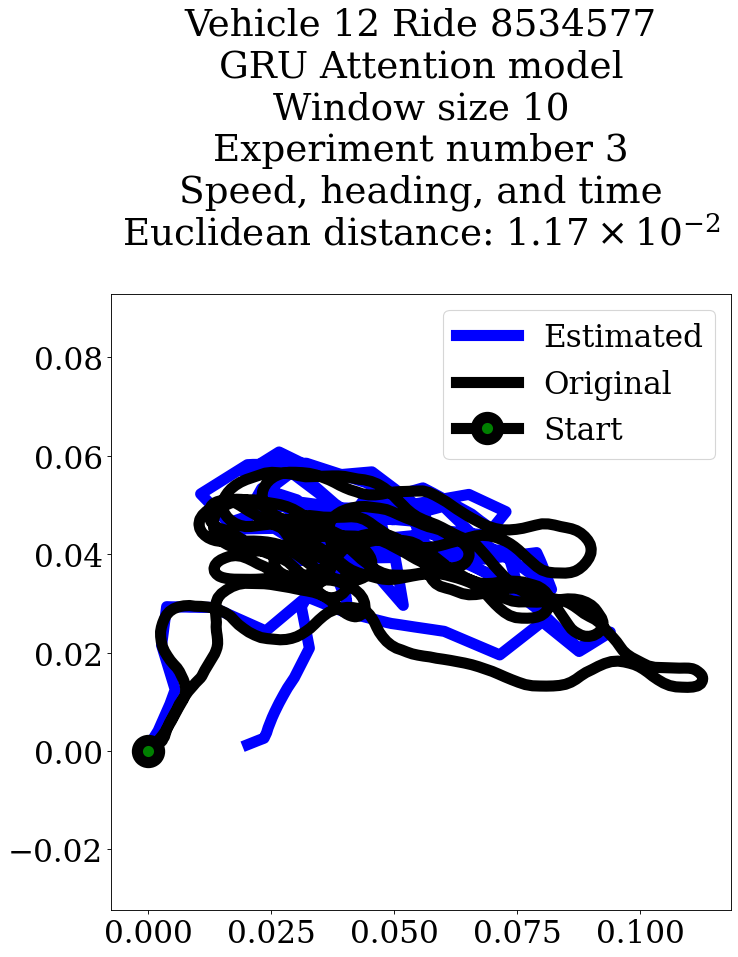 Vehicle 12 Ride 8534577
GRU Attention model
Window size 10
Experiment number 3
Speed, heading, and time
Euclidean distance: 1.17 × 10⁻²
Estimated
Original
Start
0.08
0.06
0.04
0.02
0.00
−0.02
0.000 0.025 0.050 0.075 0.100